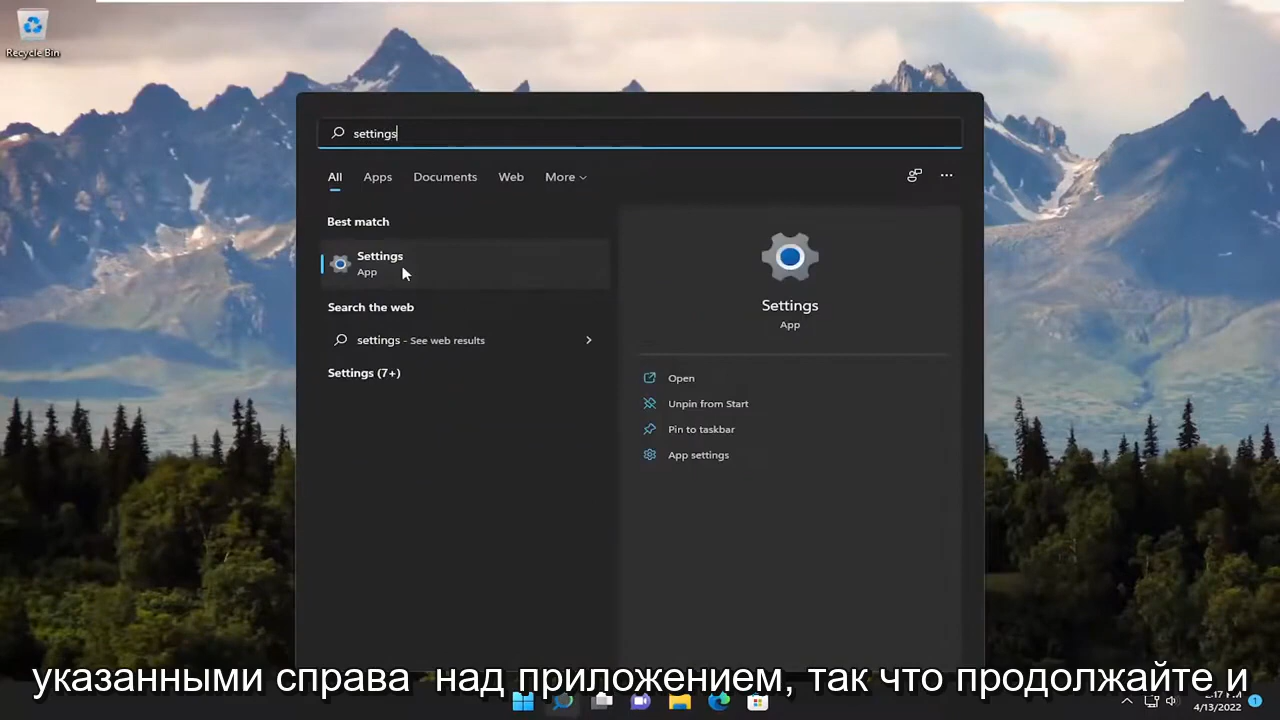 Recycle Bin
settings
All Apps Documents Web More
Best match
Settings
App
Search the web
settings - See web results
Settings (7+)
Settings
App
Open
Unpin from Start
Pin to taskbar
App settings
указанными справа над приложением, так что продолжайте и
4/13/2022
1